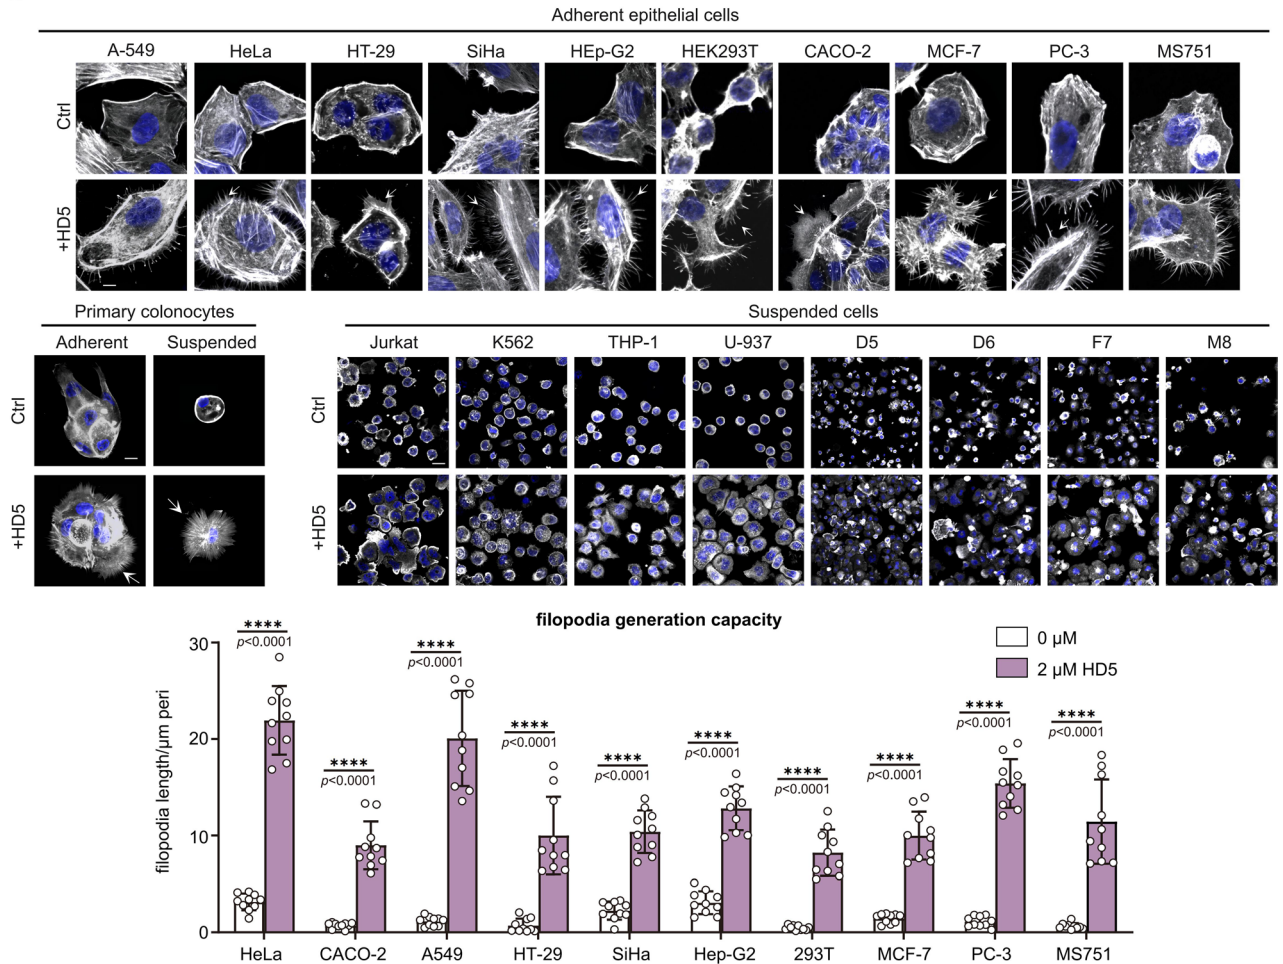 Adherent epithelial cells
A-549 HeLa HT-29 SiHa HEp-G2 HEK293T CACO-2 MCF-7 PC-3 MS751
Ctrl
+HD5
Primary colonocytes
Adherent Suspended
Ctrl
+HD5
Suspended cells
Jurkat K562 THP-1 U-937 D5 D6 F7 M8
Ctrl
+HD5
filopodia generation capacity
0 µM
2 µM HD5
filopodia length/µm peri
30
20
10
0
**** p<0.0001
**** p<0.0001
**** p<0.0001
**** p<0.0001
**** p<0.0001
**** p<0.0001
**** p<0.0001
**** p<0.0001
**** p<0.0001
**** p<0.0001
HeLa CACO-2 A549 HT-29 SiHa Hep-G2 293T MCF-7 PC-3 MS751